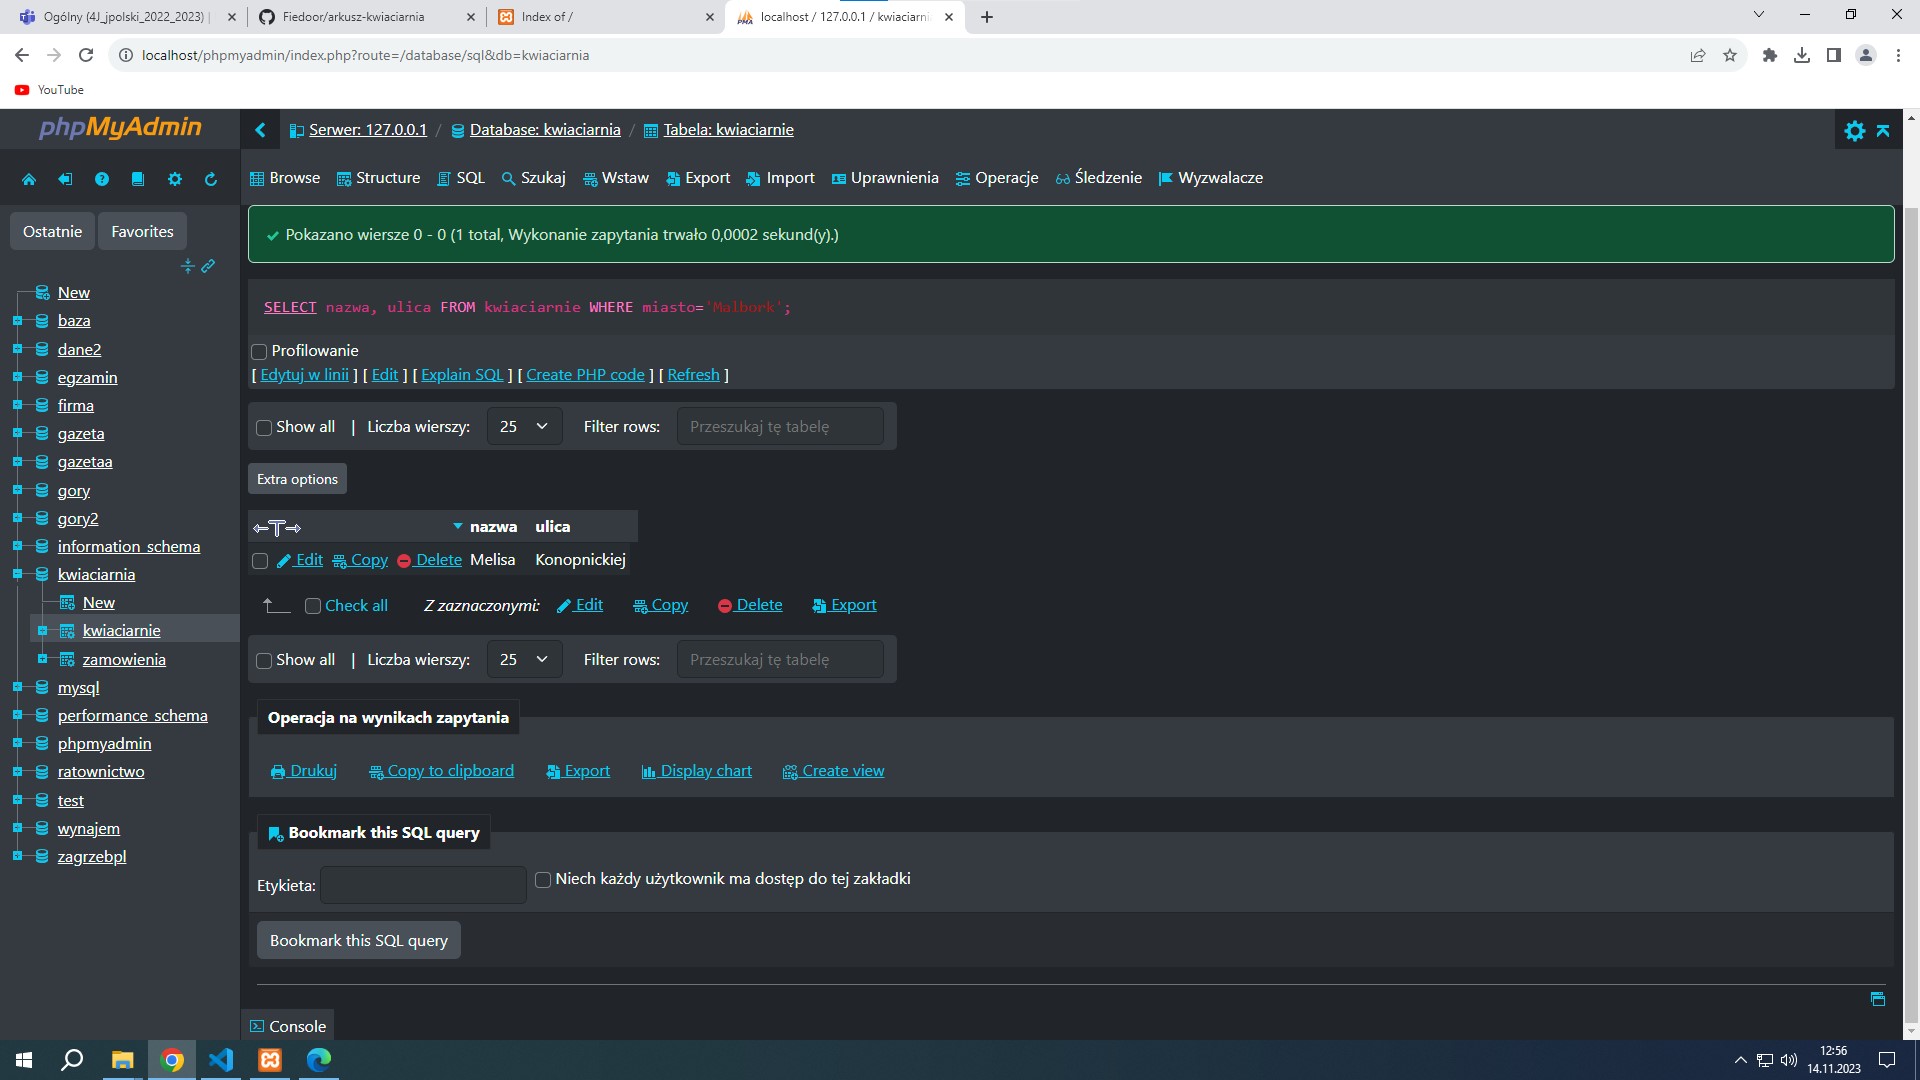 Ogólny (4J_jpolski_2022_2023) |
Fiedoor/arkusz-kwiaciarnia
Index of /
localhost / 127.0.0.1 / kwiaciarni
localhost/phpmyadmin/index.php?route=/database/sql&db=kwiaciarnia
YouTube
phpMyAdmin
Ostatnie
Favorites
New
baza
dane2
egzamin
firma
gazeta
gazetaa
gory
gory2
information_schema
kwiaciarnia
New
kwiaciarnie
zamowienia
mysql
performance_schema
phpmyadmin
ratownictwo
test
wynajem
zagrzebpl
Serwer: 127.0.0.1 / Database: kwiaciarnia / Tabela: kwiaciarnie
Browse Structure SQL Szukaj Wstaw Export Import Uprawnienia Operacje Śledzenie Wyzwalacze
Pokazano wiersze 0 - 0 (1 total, Wykonanie zapytania trwało 0,0002 sekund(y).)
SELECT nazwa, ulica FROM kwiaciarnie WHERE miasto='Malbork';
Profilowanie
[ Edytuj w linii ] [ Edit ] [ Explain SQL ] [ Create PHP code ] [ Refresh ]
Show all | Liczba wierszy: 25 Filter rows: Przeszukaj tę tabelę
Extra options
←T→ nazwa ulica
Edit Copy Delete Melisa Konopnickiej
Check all Z zaznaczonymi: Edit Copy Delete Export
Show all | Liczba wierszy: 25 Filter rows: Przeszukaj tę tabelę
Operacja na wynikach zapytania
Drukuj Copy to clipboard Export Display chart Create view
Bookmark this SQL query
Etykieta: Niech każdy użytkownik ma dostęp do tej zakładki
Bookmark this SQL query
Console
12:56
14.11.2023